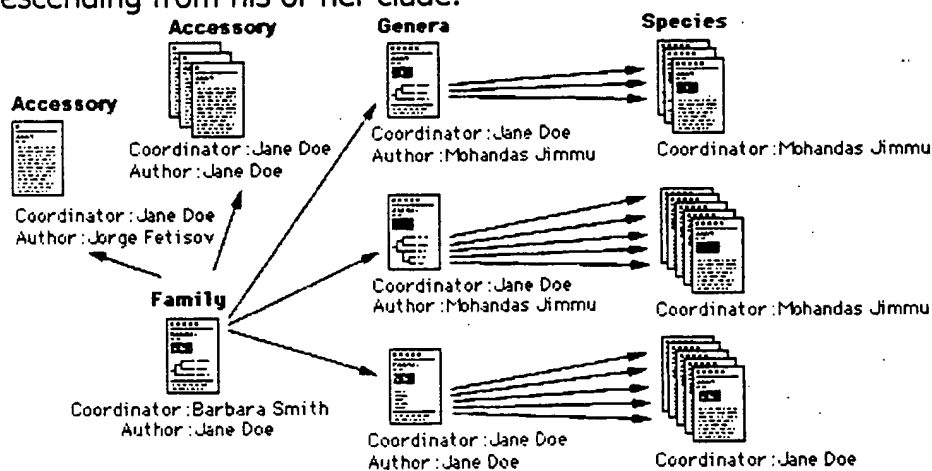 escending from his or her clade.
Accessory
Genera
Species
Accessory
Coordinator :Jane Doe
Author :Jane Doe
Coordinator :Jane Doe
Author :Mohandas Jimmu
Coordinator :Mohandas Jimmu
Coordinator :Jane Doe
Author :Jorge Fetisov
Family
Coordinator :Jane Doe
Author :Mohandas Jimmu
Coordinator :Mohandas Jimmu
Coordinator :Barbara Smith
Author :Jane Doe
Coordinator :Jane Doe
Author :Jane Doe
Coordinator :Jane Doe